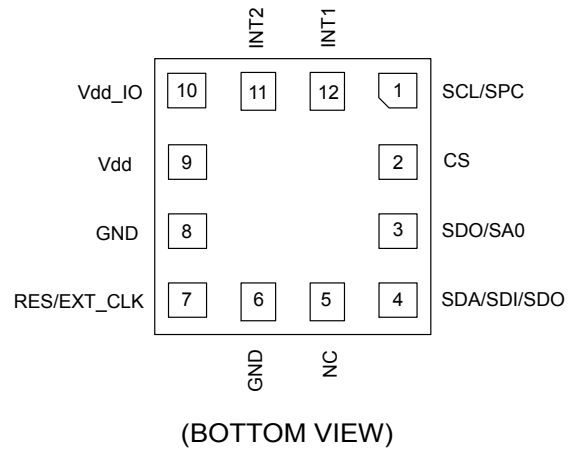 INT2
INT1
Vdd_IO 10 11 12 1 SCL/SPC
Vdd 9 2 CS
GND 8 3 SDO/SA0
RES/EXT_CLK 7 6 5 4 SDA/SDI/SDO
GND
NC
(BOTTOM VIEW)